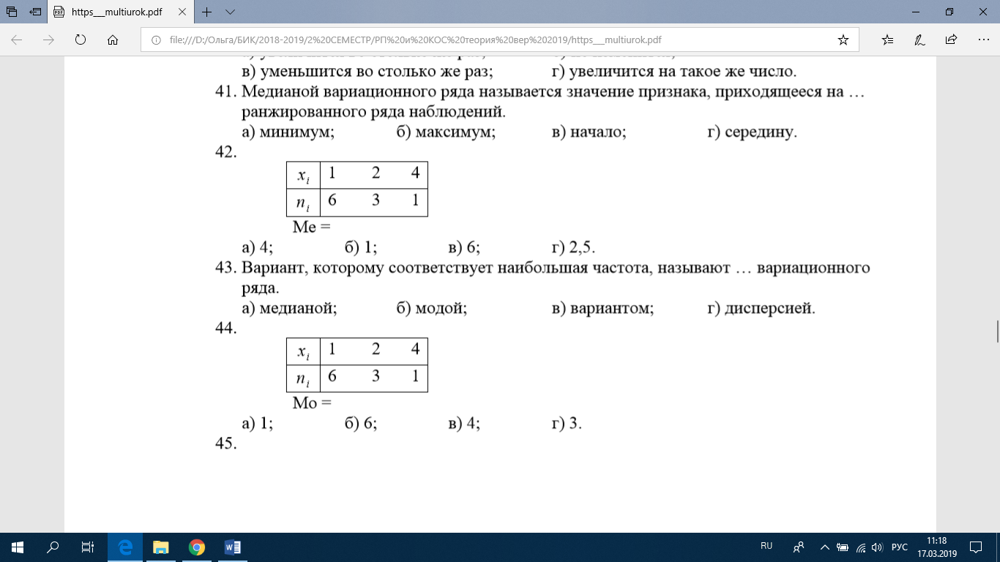 https___multiurok.pdf
file:///D:/Ольга/БИК/2018-2019/2%20СЕМЕСТР/РП%20и%20КОС%20теория%20вер%202019/https___multiurok.pdf
в) уменьшится во столько же раз; г) увеличится на такое же число.
41. Медианой вариационного ряда называется значение признака, приходящееся на …
ранжированного ряда наблюдений.
а) минимум; б) максимум; в) начало; г) середину.
42.
x_i 1 2 4
n_i 6 3 1
Ме =
а) 4; б) 1; в) 6; г) 2,5.
43. Вариант, которому соответствует наибольшая частота, называют … вариационного
ряда.
а) медианой; б) модой; в) вариантом; г) дисперсией.
44.
x_i 1 2 4
n_i 6 3 1
Мо =
а) 1; б) 6; в) 4; г) 3.
45.
RU РУС 11:18
17.03.2019